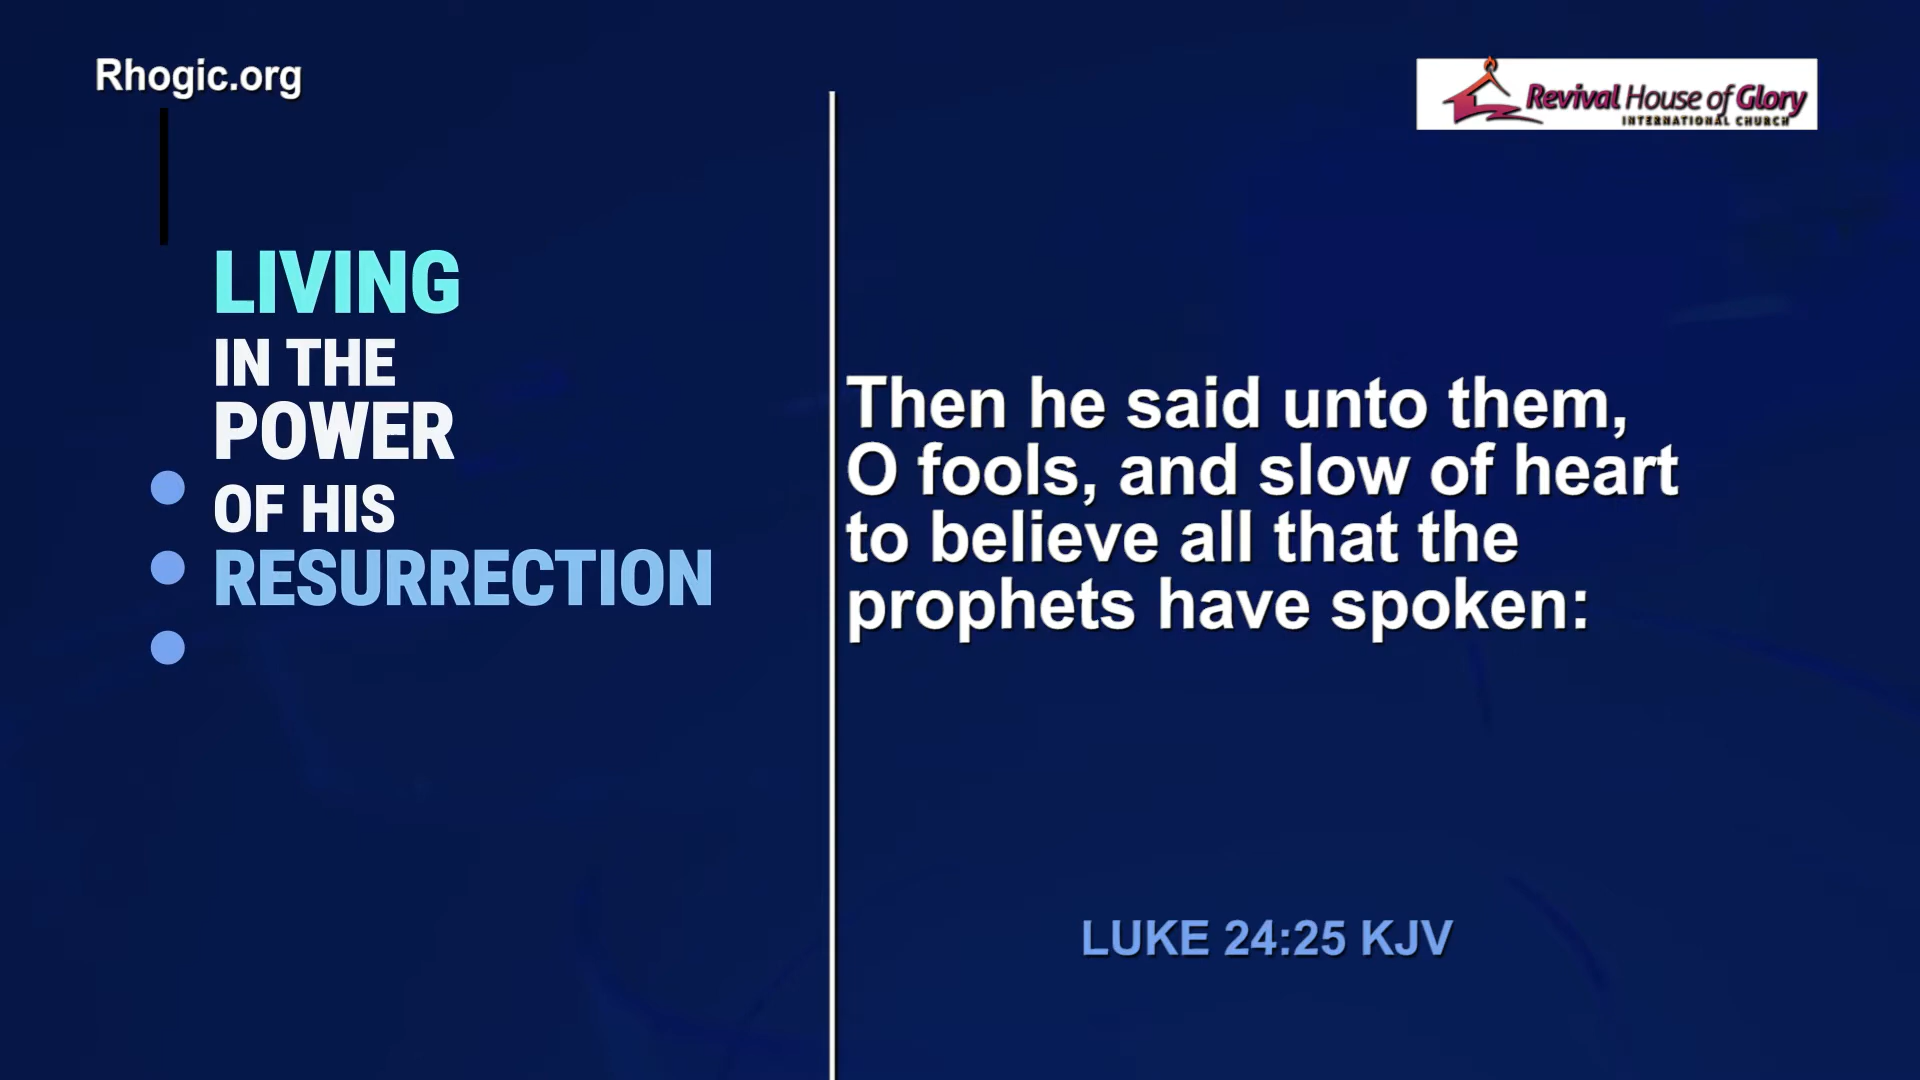 Rhogic.org
Revival House of Glory
INTERNATIONAL CHURCH
LIVING
IN THE
POWER
OF HIS
RESURRECTION
Then he said unto them,
O fools, and slow of heart
to believe all that the
prophets have spoken:
LUKE 24:25 KJV